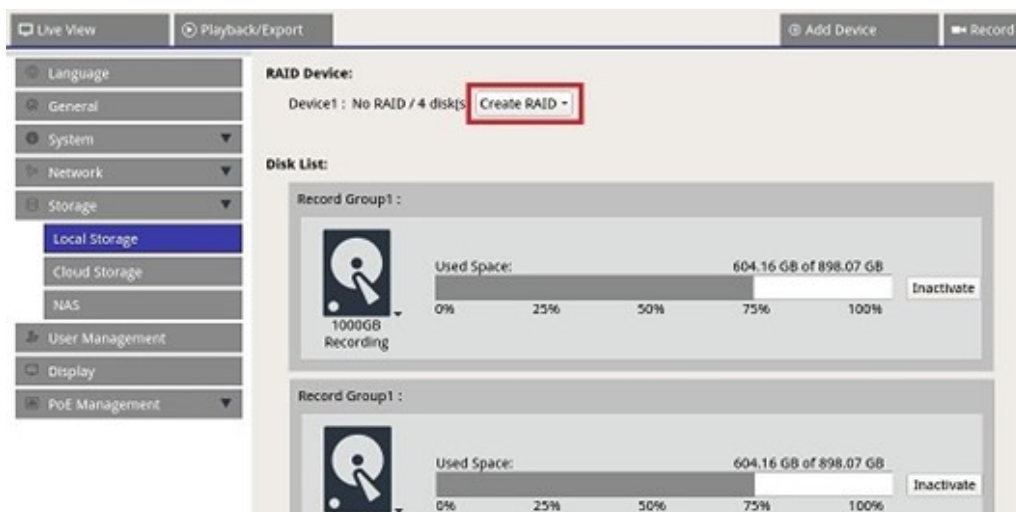 Live View
Playback/Export
Add Device
Record
Language
General
System
Network
Storage
Local Storage
Cloud Storage
NAS
User Management
Display
PoE Management
RAID Device:
Device1 : No RAID / 4 disk(s Create RAID
Disk List:
Record Group1 :
Used Space: 604.16 GB of 898.07 GB
Inactivate
0% 25% 50% 75% 100%
1000GB
Recording
Record Group1 :
Used Space: 604.16 GB of 898.07 GB
Inactivate
0% 25% 50% 75% 100%